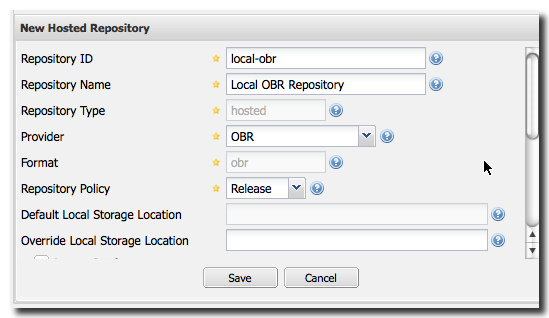 New Hosted Repository
Repository ID local-obr
Repository Name Local OBR Repository
Repository Type hosted
Provider OBR
Format obr
Repository Policy Release
Default Local Storage Location
Override Local Storage Location
Save Cancel